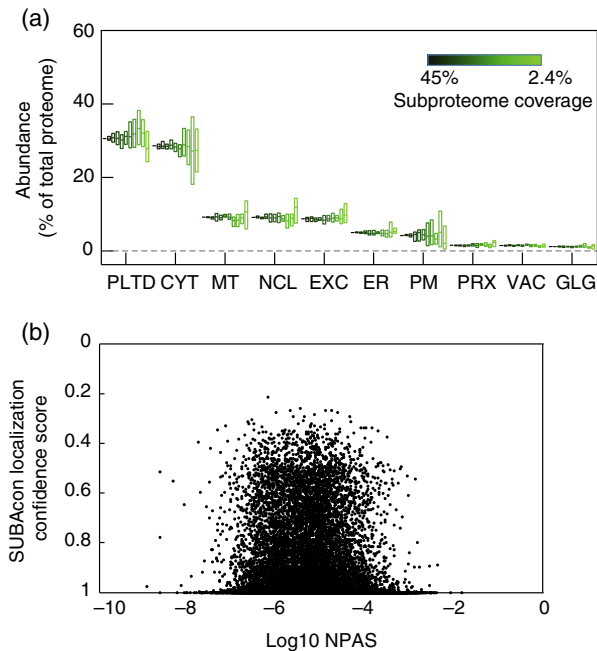 (a)
60
40
20
0
Abundance
(% of total proteome)
45% 2.4%
Subproteome coverage
PLTD CYT MT NCL EXC ER PM PRX VAC GLG
(b)
0
0.2
0.4
0.6
0.8
1
SUBAcon localization
confidence score
−10 −8 −6 −4 −2 0
Log10 NPAS